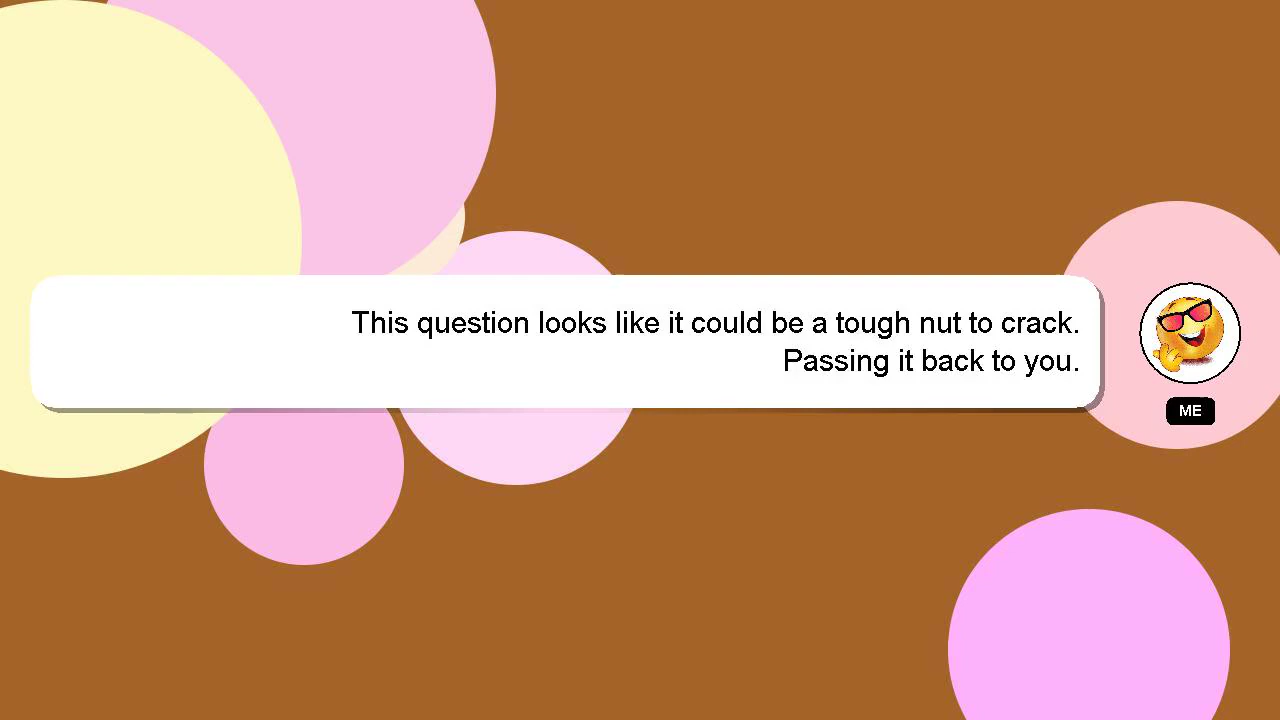 This question looks like it could be a tough nut to crack.
Passing it back to you.
ME